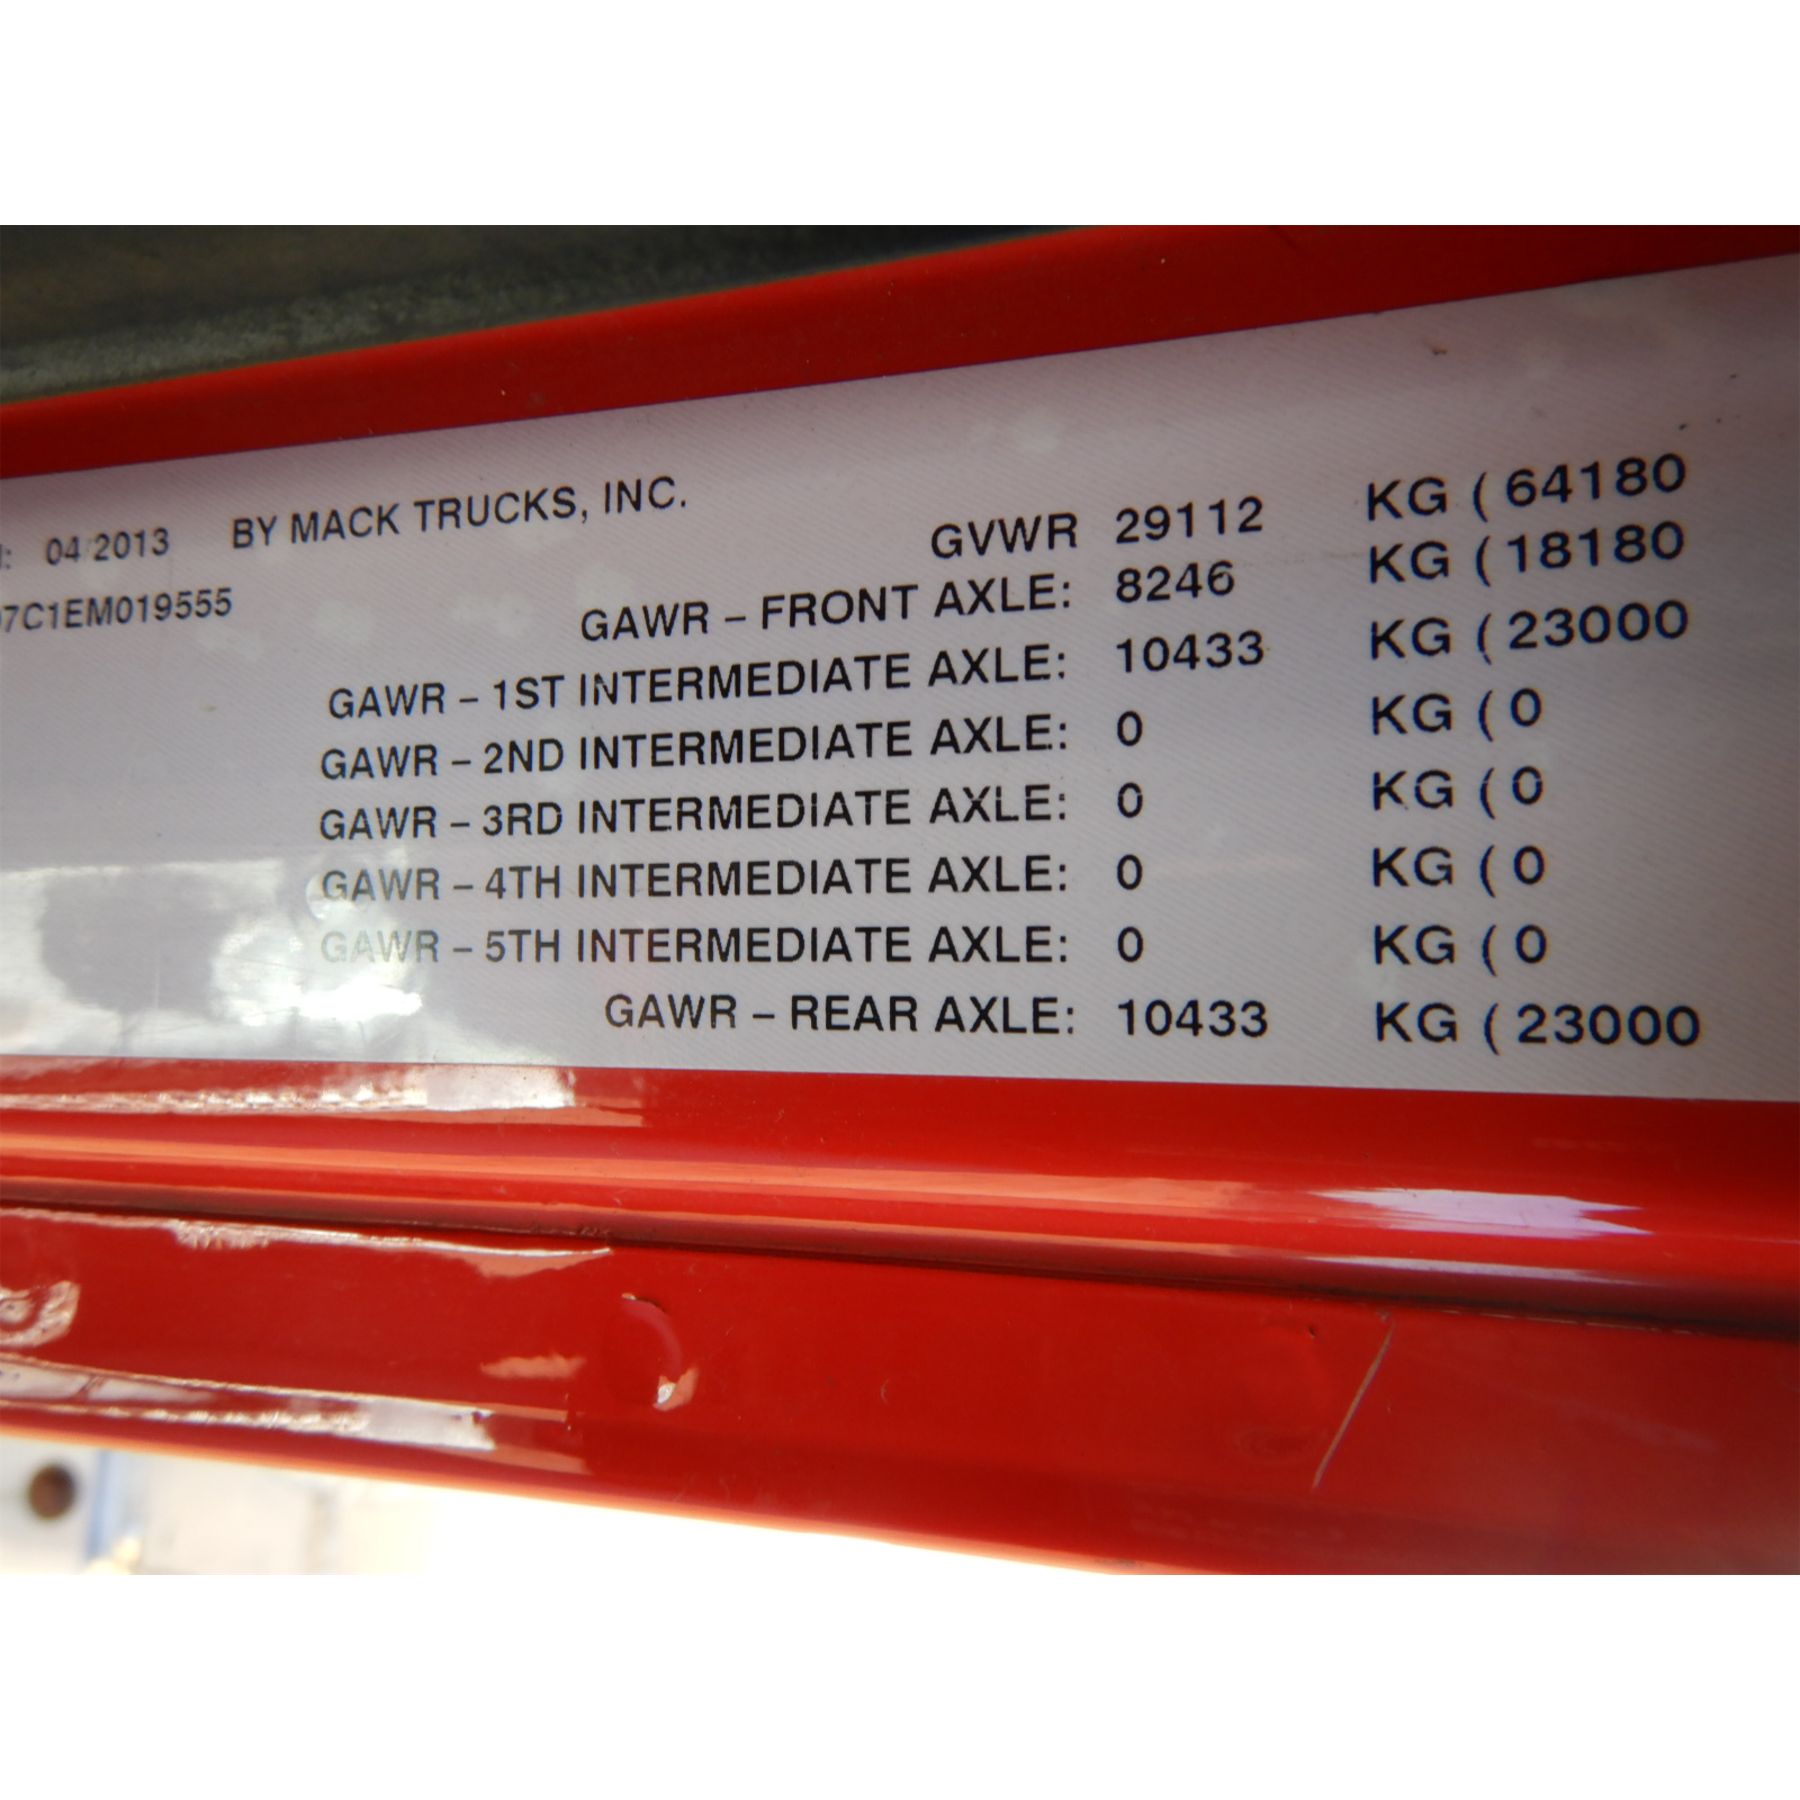 : 04/2013 BY MACK TRUCKS, INC.
7C1EM019555
GVWR 29112 KG (64180
GAWR – FRONT AXLE: 8246 KG (18180
GAWR – 1ST INTERMEDIATE AXLE: 10433 KG (23000
GAWR – 2ND INTERMEDIATE AXLE: 0 KG (0
GAWR – 3RD INTERMEDIATE AXLE: 0 KG (0
GAWR – 4TH INTERMEDIATE AXLE: 0 KG (0
GAWR – 5TH INTERMEDIATE AXLE: 0 KG (0
GAWR – REAR AXLE: 10433 KG (23000